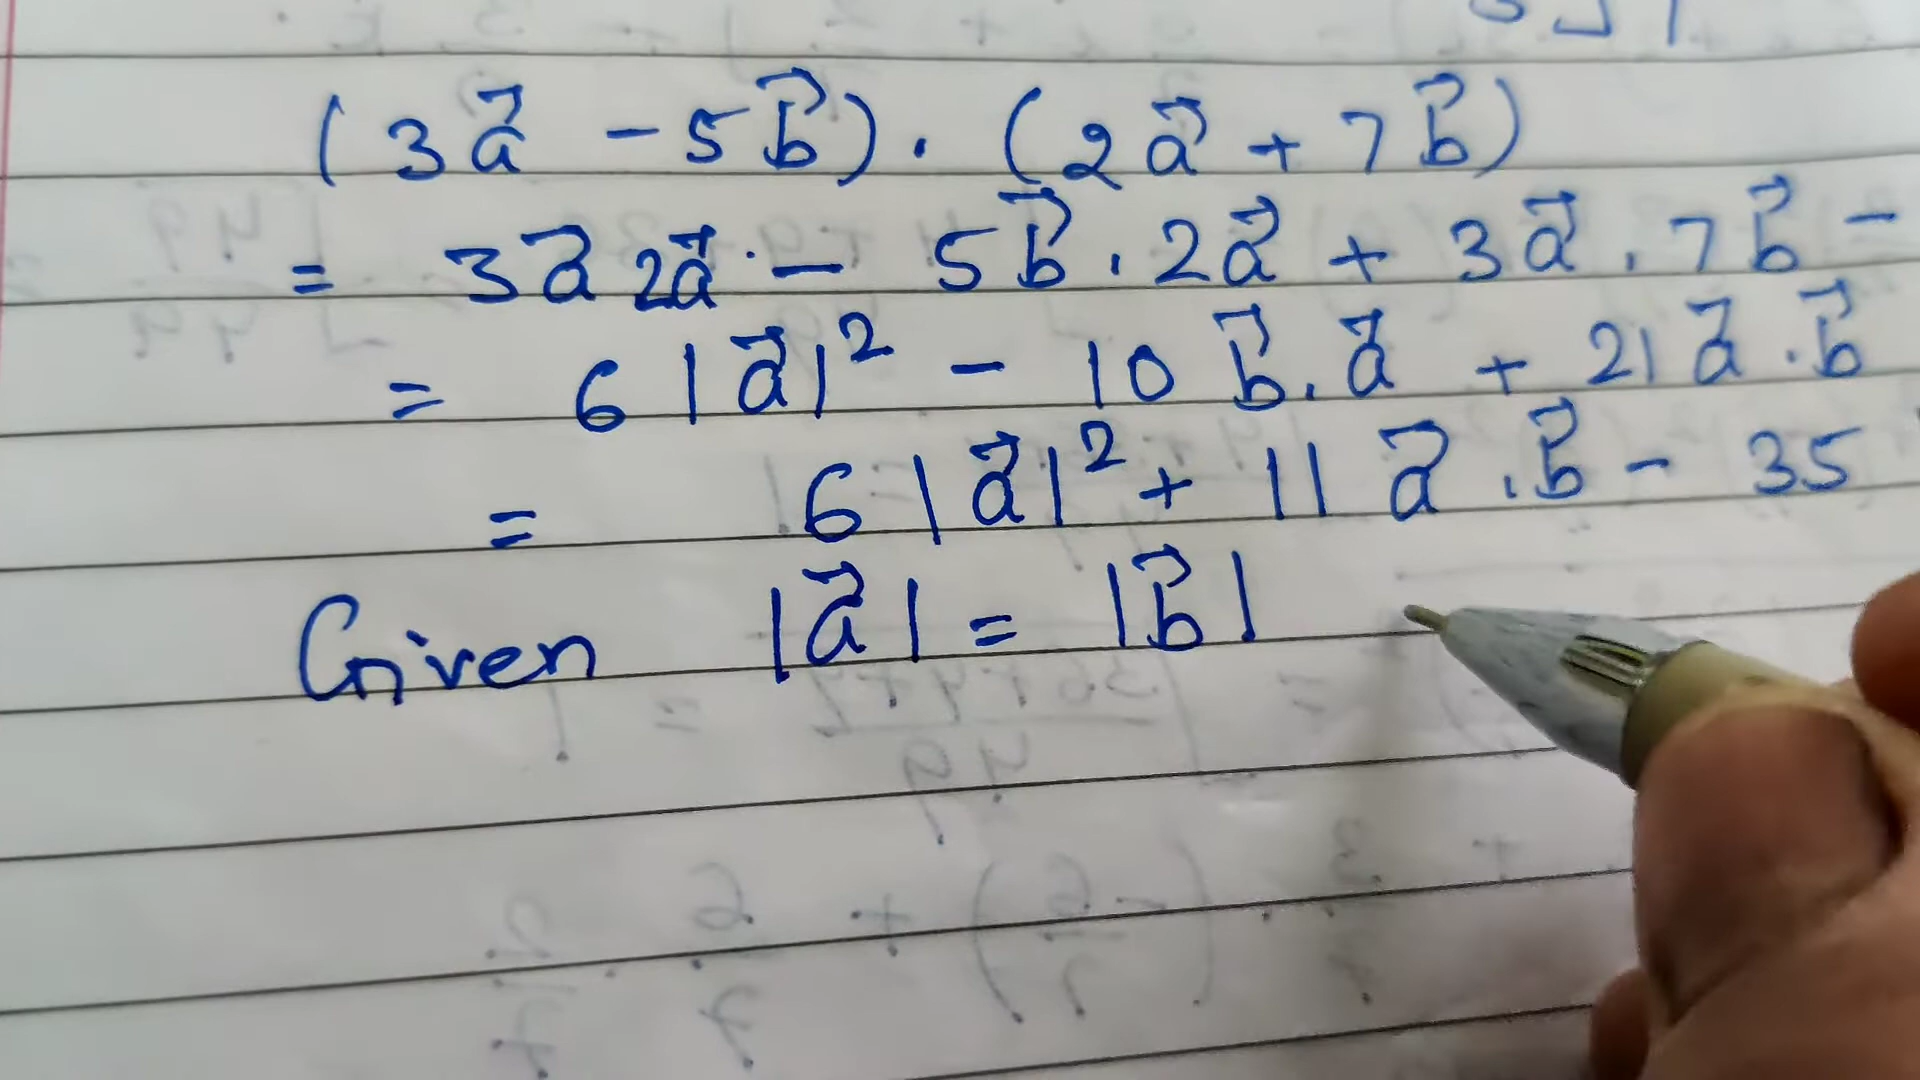 (3a⃗ - 5b⃗) . (2a⃗ + 7b⃗)
= 3a⃗ 2a⃗ . - 5b⃗ . 2a⃗ + 3a⃗ . 7b⃗ -
= 6 |a⃗|² - 10 b⃗ . a⃗ + 21 a⃗ . b⃗
= 6 |a⃗|² + 11 a⃗ . b⃗ - 35
Given |a⃗| = |b⃗|